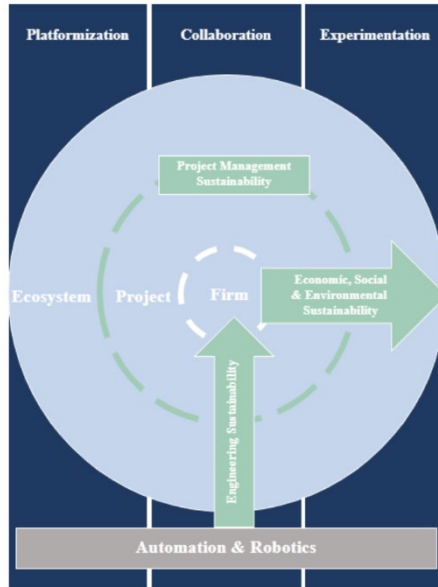 Platformization
Collaboration
Experimentation
Project Management
Sustainability
Economic, Social
& Environmental
Sustainability
Ecosystem
Project
Firm
Engineering Sustainability
Automation & Robotics